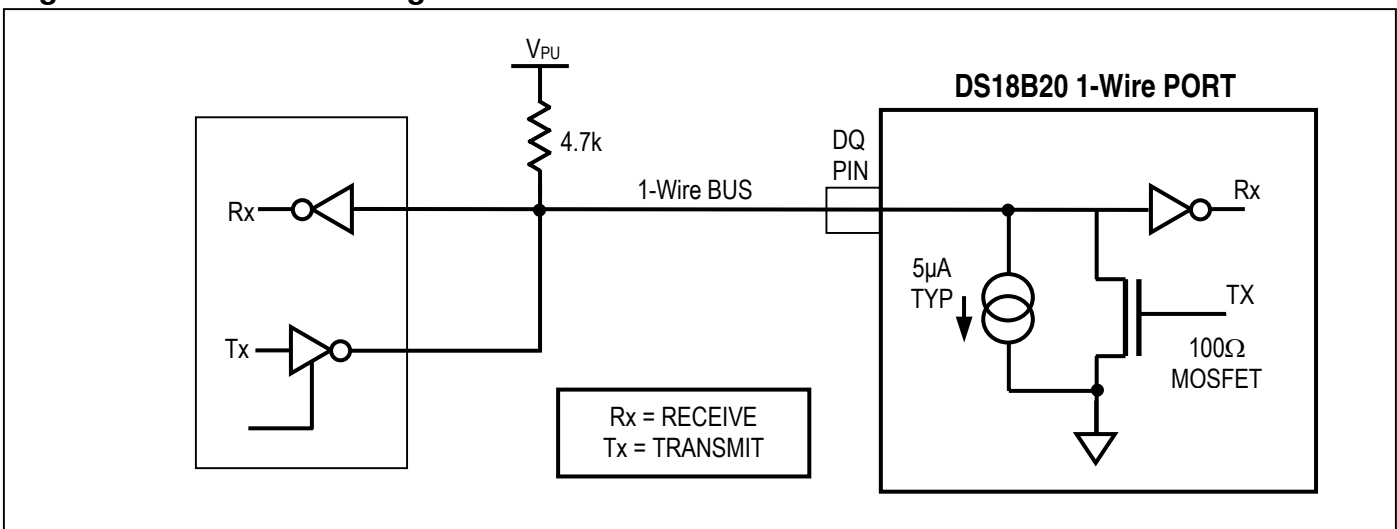 VPU
DS18B20 1-Wire PORT
4.7k
DQ
PIN
Rx
1-Wire BUS
Rx
5µA
TYP
TX
Tx
100Ω
MOSFET
Rx = RECEIVE
Tx = TRANSMIT